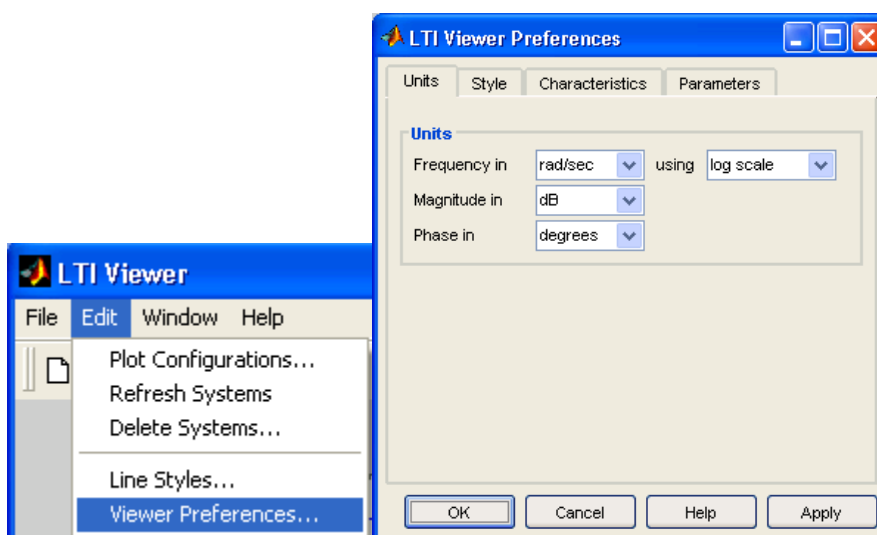 LTI Viewer Preferences
Units Style Characteristics Parameters
Units
Frequency in rad/sec using log scale
Magnitude in dB
Phase in degrees
OK Cancel Help Apply
LTI Viewer
File Edit Window Help
Plot Configurations...
Refresh Systems
Delete Systems...
Line Styles...
Viewer Preferences...